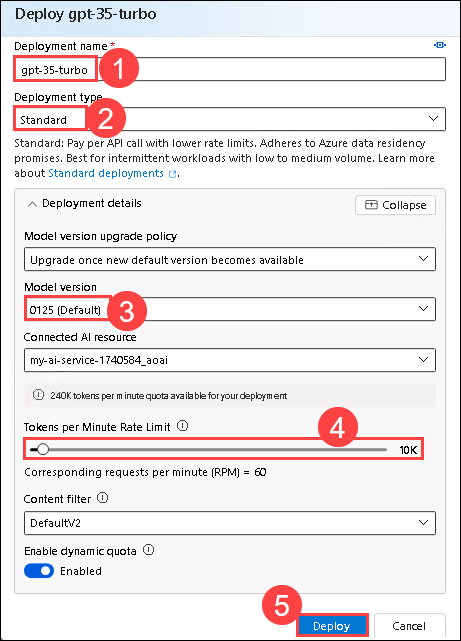 Deploy gpt-35-turbo
Deployment name *
gpt-35-turbo
1
Deployment type
Standard
2
Standard: Pay per API call with lower rate limits. Adheres to Azure data residency
promises. Best for intermittent workloads with low to medium volume. Learn more
about Standard deployments.
Deployment details
Collapse
Model version upgrade policy
Upgrade once new default version becomes available
Model version
0125 (Default)
3
Connected AI resource
my-ai-service-1740584_aoai
240K tokens per minute quota available for your deployment
Tokens per Minute Rate Limit
4
10K
Corresponding requests per minute (RPM) = 60
Content filter
DefaultV2
Enable dynamic quota
Enabled
5
Deploy
Cancel